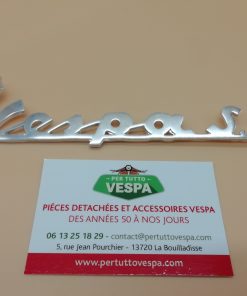 Vespa S
PER TUTTO
VESPA
PIÈCES DETACHÉES ET ACCESSOIRES VESPA
DES ANNÉES 50 À NOS JOURS
06 13 25 18 29 - contact@pertuttovespa.com
5, rue Jean Pourchier - 13720 La Bouilladisse
www.pertuttovespa.com